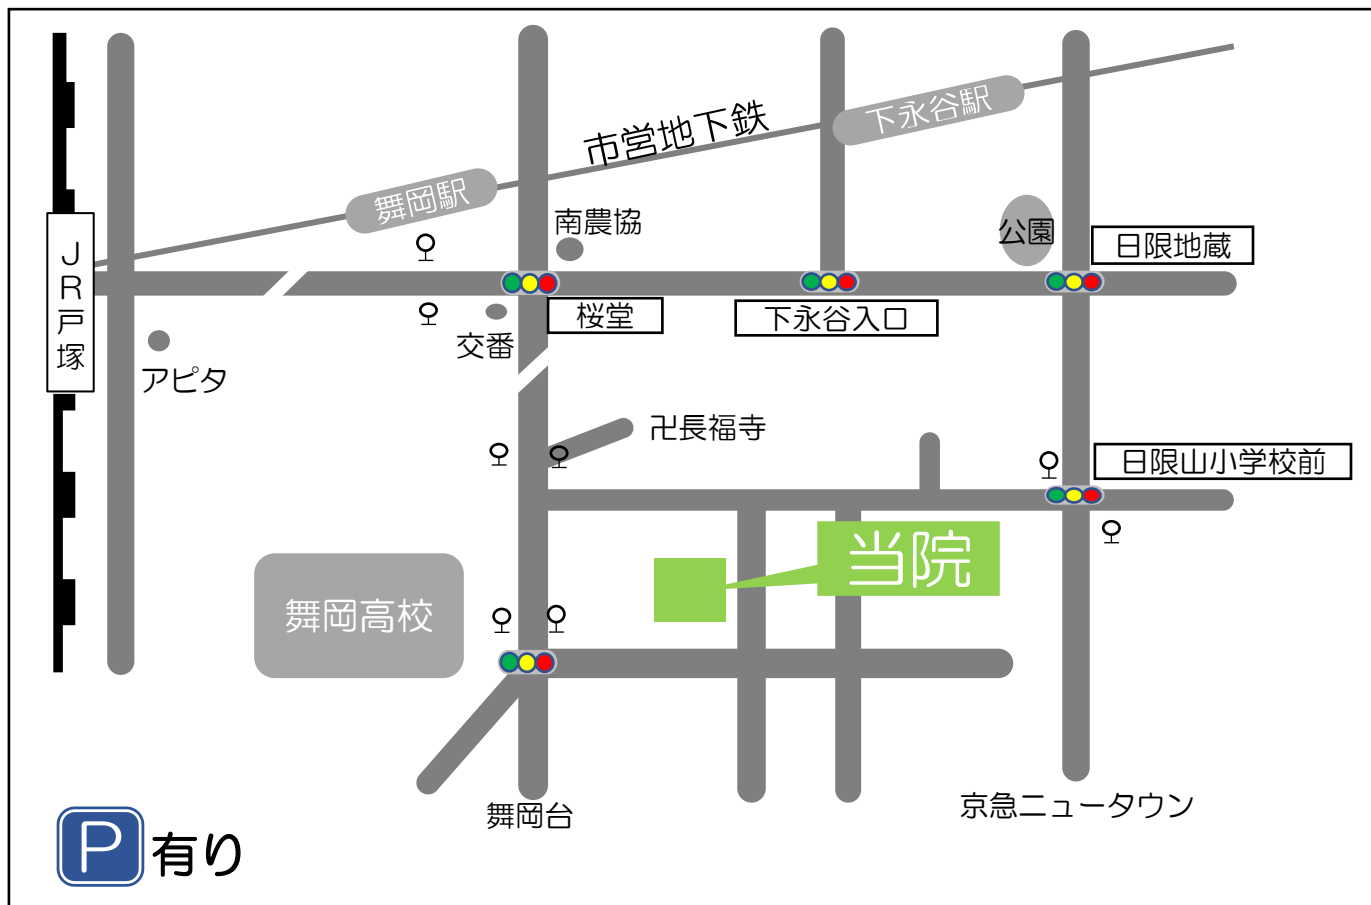 市営地下鉄
下永谷駅
舞岡駅
南農協
公園
日限地蔵
JR戸塚
桜堂
下永谷入口
交番
アピタ
卍長福寺
日限山小学校前
当院
舞岡高校
舞岡台
京急ニュータウン
P有り